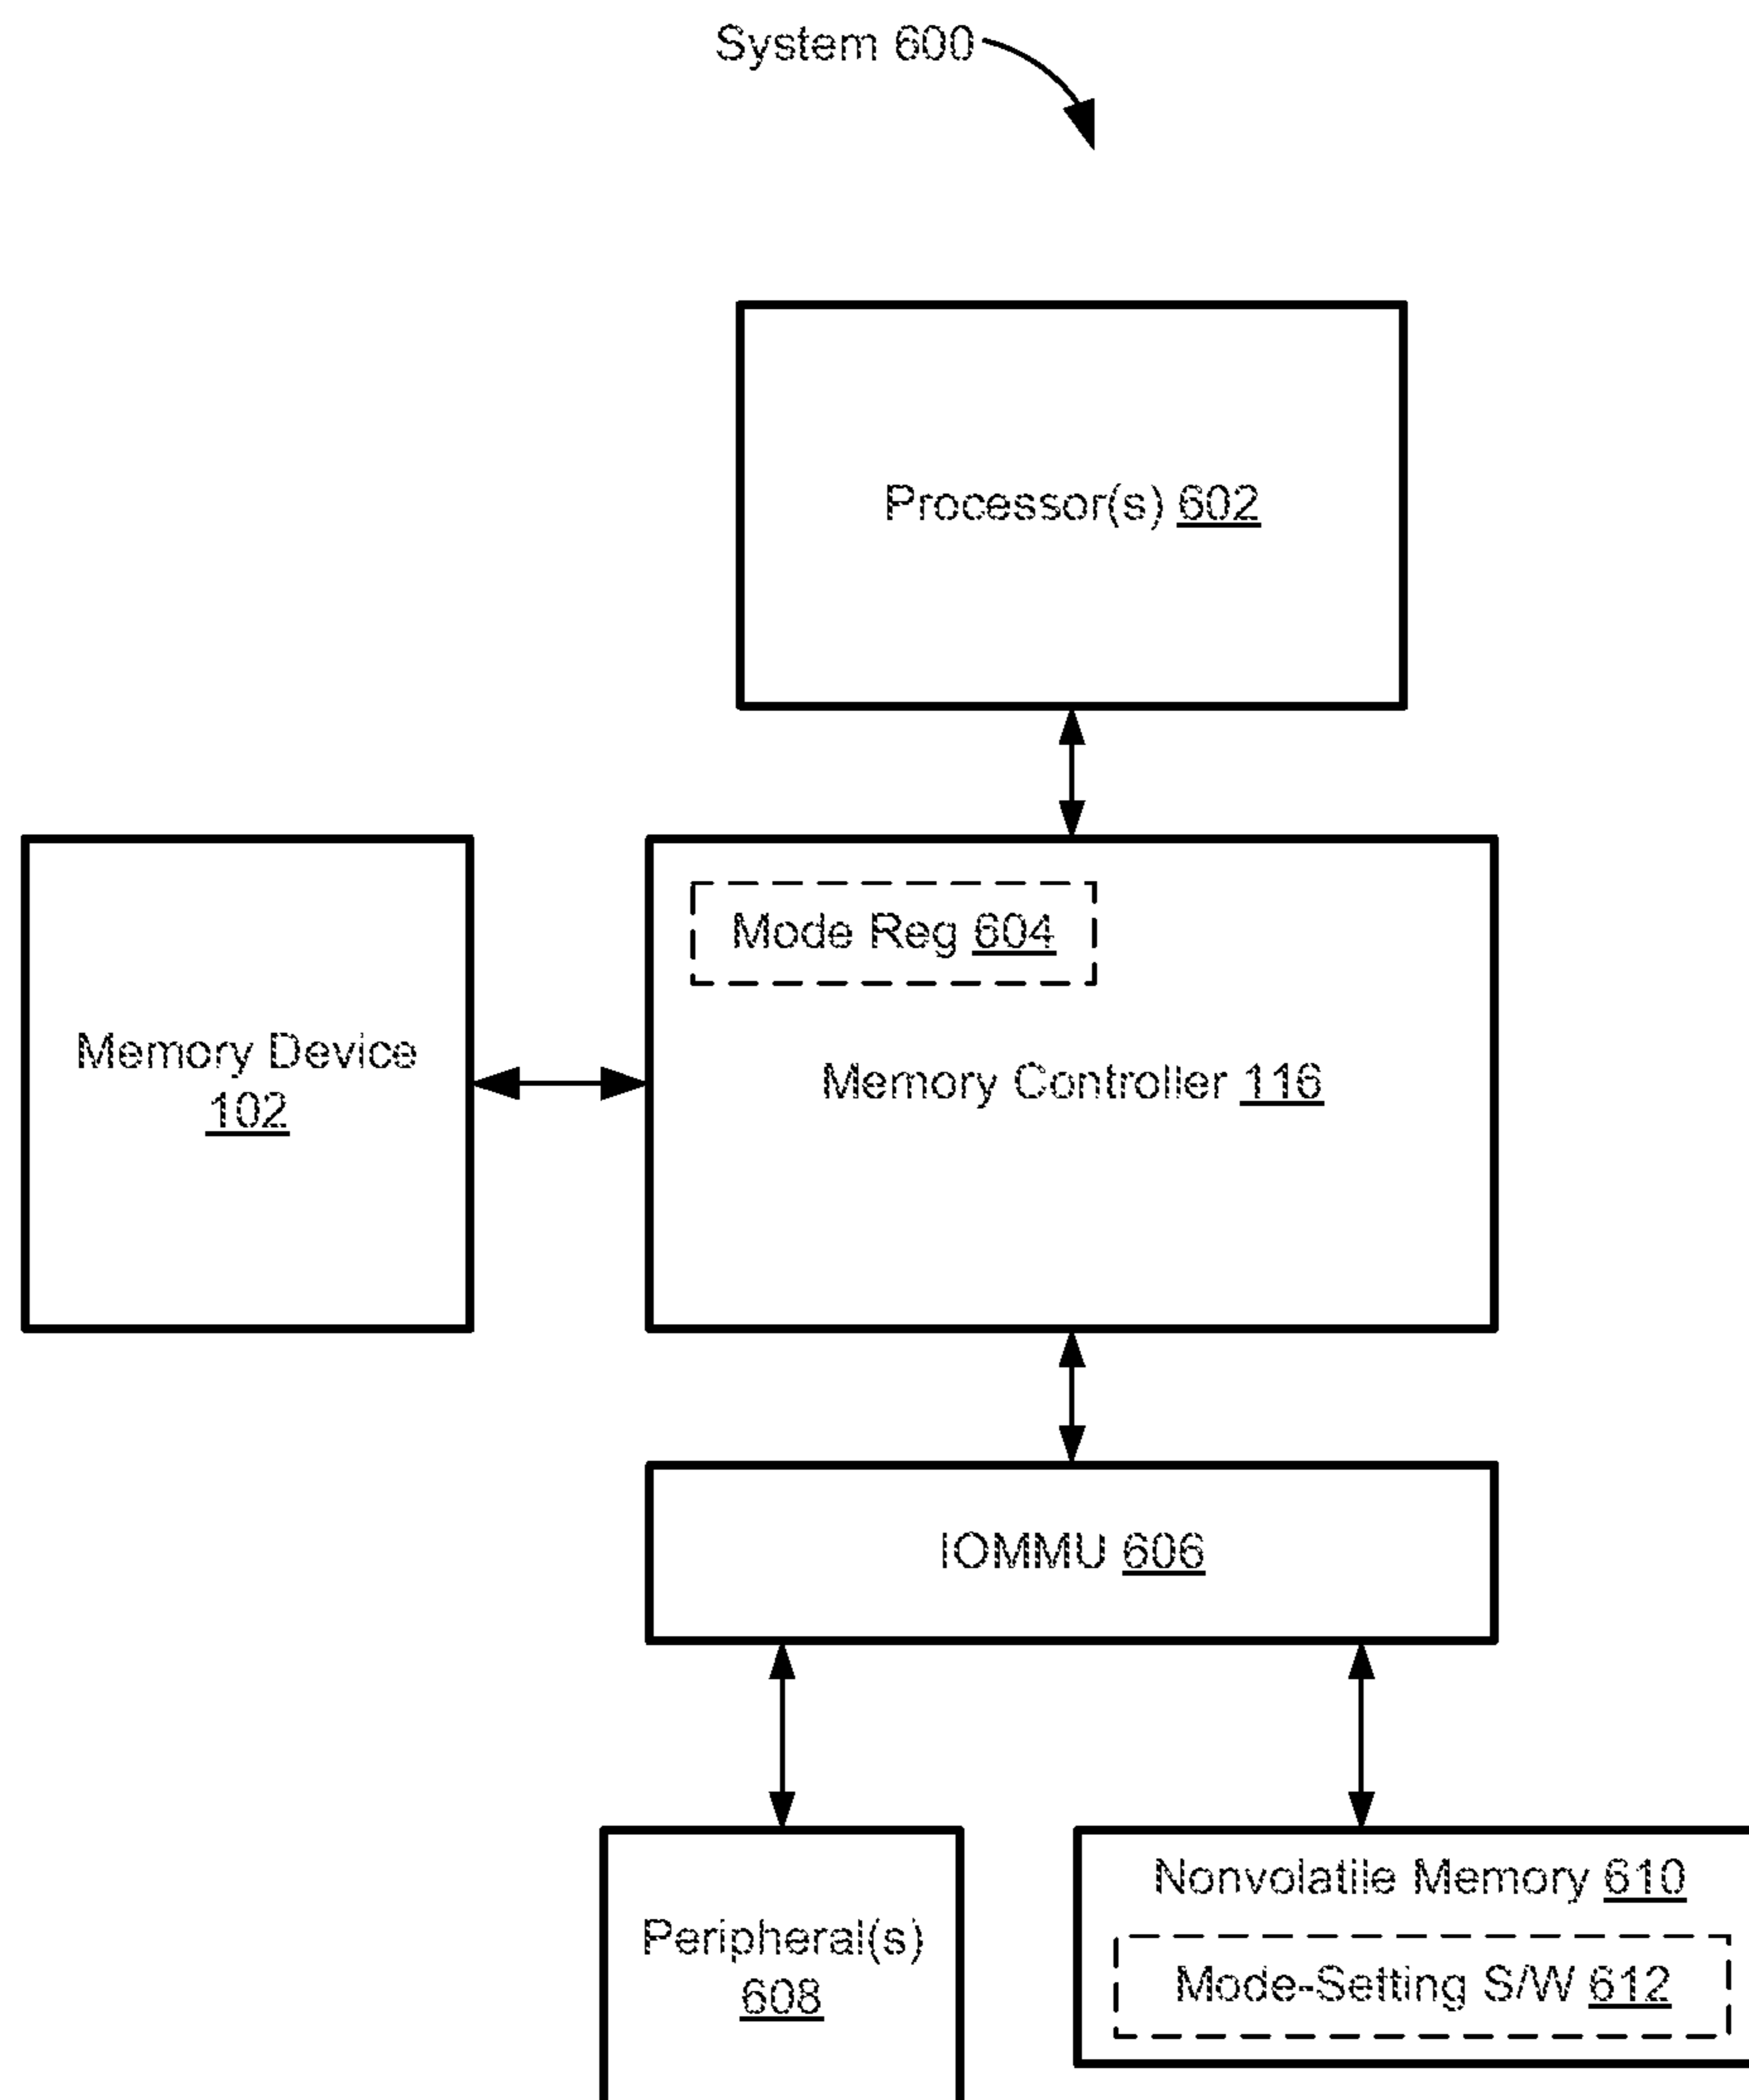 System 600
Processor(s) 602
Mode Reg 604
Memory Device
102
Memory Controller 116
IOMMU 606
Nonvolatile Memory 610
Peripheral(s)
608
Mode-Setting S/W 612